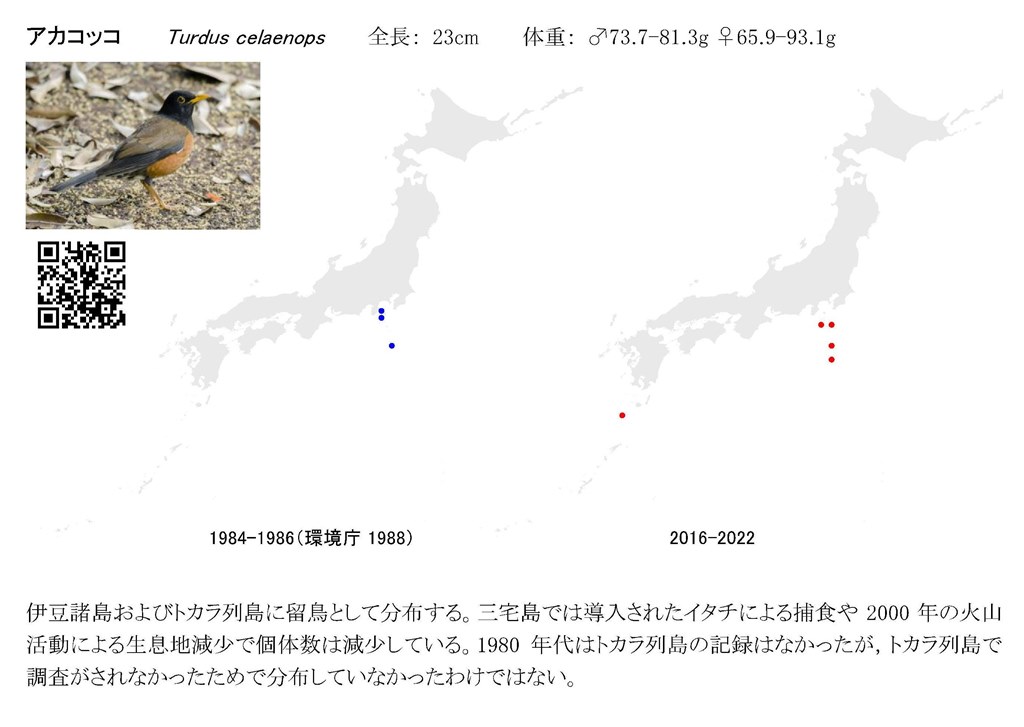 アカコッコ Turdus celaenops 全長： 23cm 体重： ♂73.7-81.3g ♀65.9-93.1g
1984-1986（環境庁 1988） 2016-2022
伊豆諸島およびトカラ列島に留鳥として分布する。三宅島では導入されたイタチによる捕食や 2000 年の火山
活動による生息地減少で個体数は減少している。1980 年代はトカラ列島の記録はなかったが，トカラ列島で
調査がされなかったためで分布していなかったわけではない。